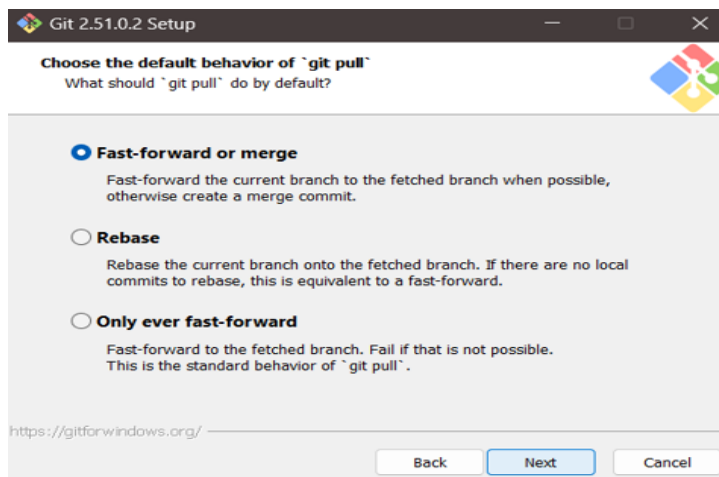 Git 2.51.0.2 Setup
Choose the default behavior of `git pull`
What should `git pull` do by default?
Fast-forward or merge
Fast-forward the current branch to the fetched branch when possible,
otherwise create a merge commit.
Rebase
Rebase the current branch onto the fetched branch. If there are no local
commits to rebase, this is equivalent to a fast-forward.
Only ever fast-forward
Fast-forward to the fetched branch. Fail if that is not possible.
This is the standard behavior of `git pull`.
https://gitforwindows.org/
Back Next Cancel